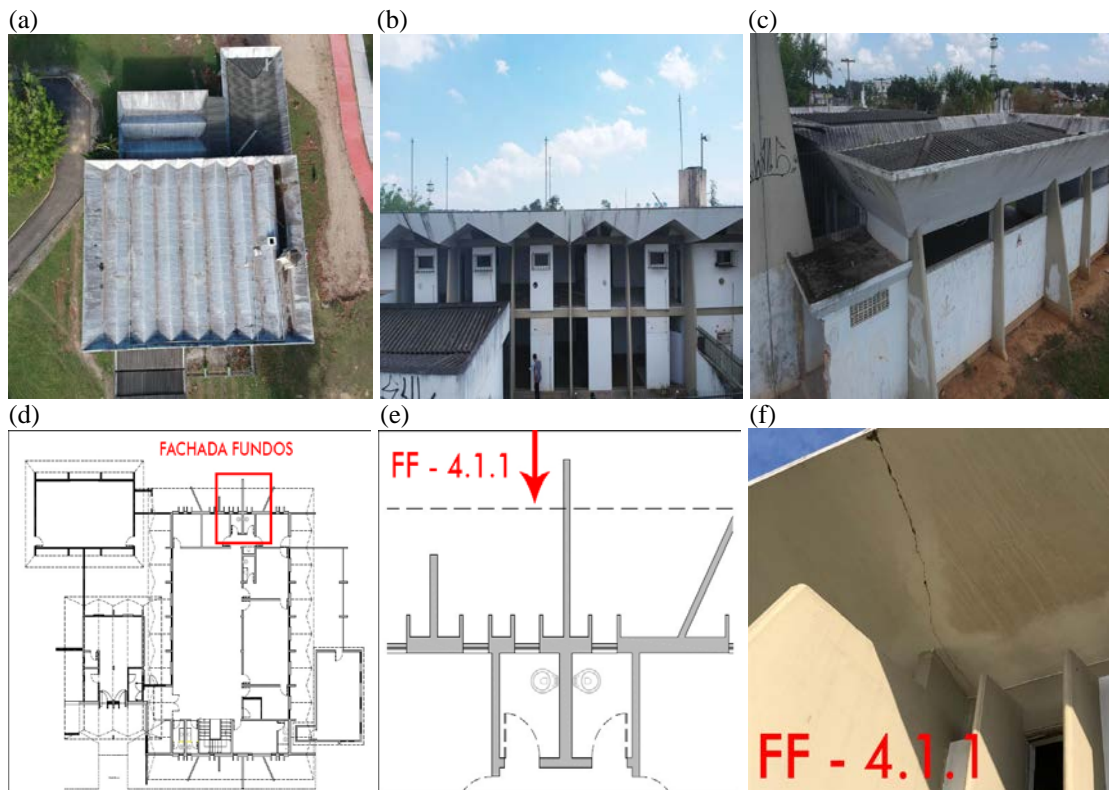 (a)
(b)
(c)
(d)
(e)
(f)
FACHADA FUNDOS
FF - 4.1.1
FF - 4.1.1